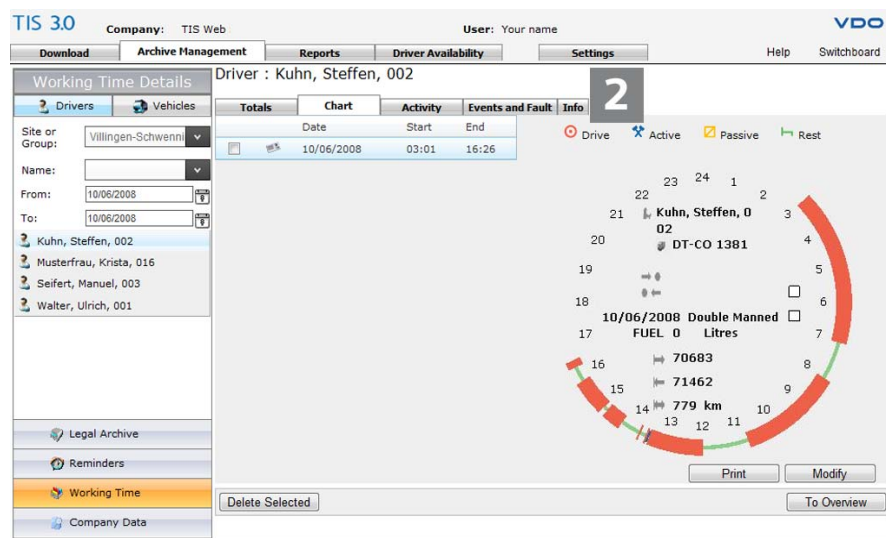 TIS 3.0 Company: TIS Web User: Your name VDO
Download Archive Management Reports Driver Availability Settings Help Switchboard
Working Time Details
Drivers Vehicles
Site or Group: Villingen-Schwenni
Name:
From: 10/06/2008
To: 10/06/2008
Kuhn, Steffen, 002
Musterfrau, Krista, 016
Seifert, Manuel, 003
Walter, Ulrich, 001
Legal Archive
Reminders
Working Time
Company Data
Driver : Kuhn, Steffen, 002
2
Totals Chart Activity Events and Fault Info
Date Start End
10/06/2008 03:01 16:26
Drive Active Passive Rest
24
23 1
22 2
21 Kuhn, Steffen, 0 3
02
20 DT-CO 1381 4
19 5
18 6
10/06/2008 Double Manned
17 FUEL 0 Litres 7
16 70683 8
15 71462 9
14 779 km 10
13 12 11
Print Modify
Delete Selected To Overview